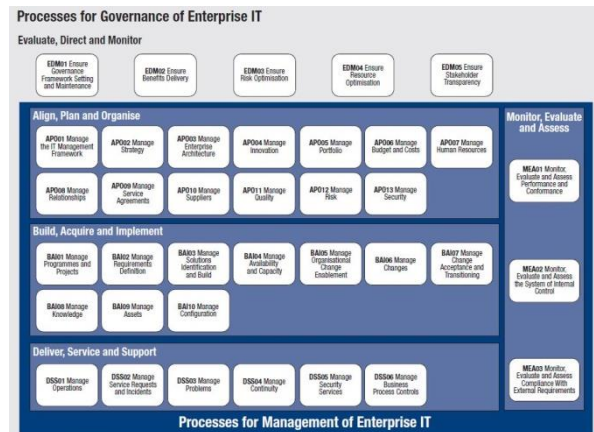 Processes for Governance of Enterprise IT
Evaluate, Direct and Monitor
EDM01 Ensure
Governance
Framework Setting
and Maintenance
EDM02 Ensure
Benefits Delivery
EDM03 Ensure
Risk Optimisation
EDM04 Ensure
Resource
Optimisation
EDM05 Ensure
Stakeholder
Transparency
Align, Plan and Organise
APO01 Manage
the IT Management
Framework
APO02 Manage
Strategy
APO03 Manage
Enterprise
Architecture
APO04 Manage
Innovation
APO05 Manage
Portfolio
APO06 Manage
Budget and Costs
APO07 Manage
Human Resources
APO08 Manage
Relationships
APO09 Manage
Service
Agreements
APO10 Manage
Suppliers
APO11 Manage
Quality
APO12 Manage
Risk
APO13 Manage
Security
Build, Acquire and Implement
BAI01 Manage
Programmes and
Projects
BAI02 Manage
Requirements
Definition
BAI03 Manage
Solutions
Identification
and Build
BAI04 Manage
Availability
and Capacity
BAI05 Manage
Organisational
Change
Enablement
BAI06 Manage
Changes
BAI07 Manage
Change
Acceptance and
Transitioning
BAI08 Manage
Knowledge
BAI09 Manage
Assets
BAI10 Manage
Configuration
Deliver, Service and Support
DSS01 Manage
Operations
DSS02 Manage
Service Requests
and Incidents
DSS03 Manage
Problems
DSS04 Manage
Continuity
DSS05 Manage
Security
Services
DSS06 Manage
Business
Process Controls
Monitor, Evaluate
and Assess
MEA01 Monitor,
Evaluate and Assess
Performance and
Conformance
MEA02 Monitor,
Evaluate and Assess
the System of Internal
Control
MEA03 Monitor,
Evaluate and Assess
Compliance With
External Requirements
Processes for Management of Enterprise IT